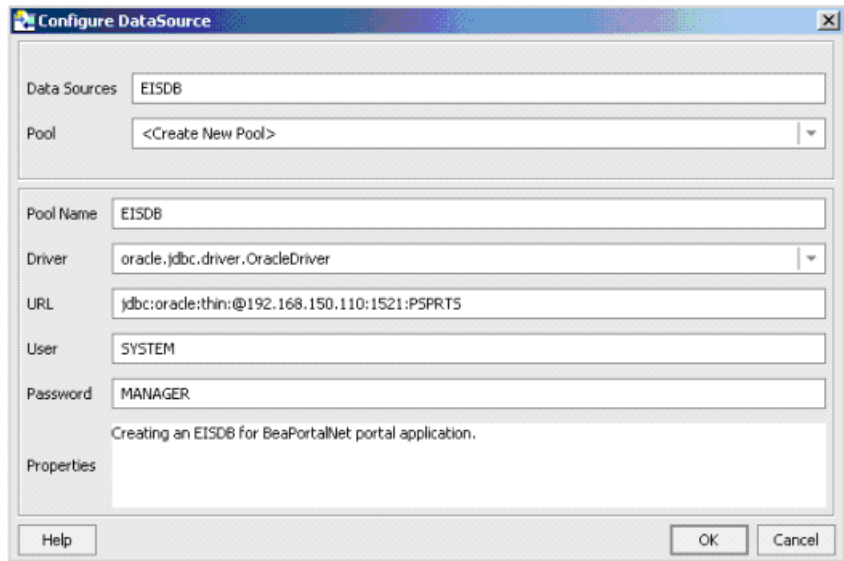 Configure DataSource
Data Sources EISDB
Pool <Create New Pool>
Pool Name EISDB
Driver oracle.jdbc.driver.OracleDriver
URL jdbc:oracle:thin:@192.168.150.110:1521:PSPRTS
User SYSTEM
Password MANAGER
Creating an EISDB for BeaPortalNet portal application.
Properties
Help OK Cancel